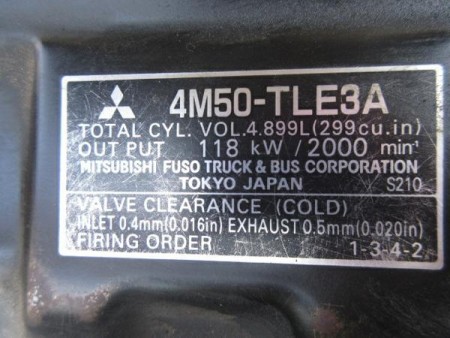 4M50-TLE3A
TOTAL CYL. VOL.4.899L(299cu.in)
OUT PUT 118 kW/2000 min-¹
MITSUBISHI FUSO TRUCK & BUS CORPORATION
TOKYO JAPAN S210
VALVE CLEARANCE (COLD)
INLET 0.4mm(0.016in) EXHAUST 0.5mm(0.020in)
FIRING ORDER 1-3-4-2